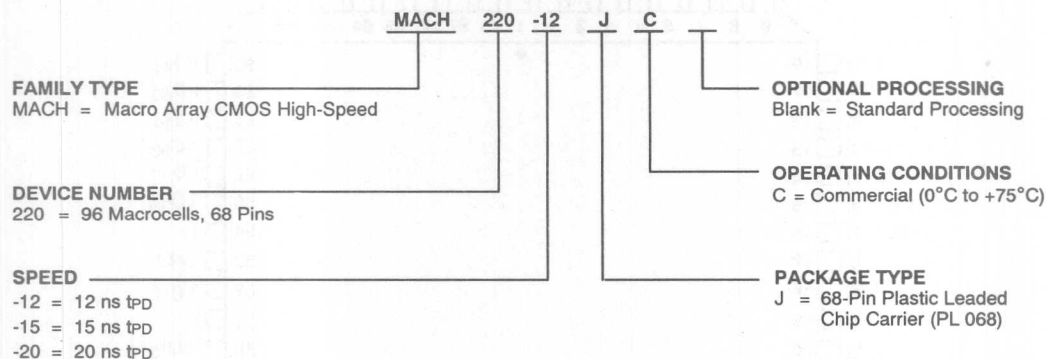 MACH 220 -12 J C
FAMILY TYPE
MACH = Macro Array CMOS High-Speed
DEVICE NUMBER
220 = 96 Macrocells, 68 Pins
SPEED
-12 = 12 ns tPD
-15 = 15 ns tPD
-20 = 20 ns tPD
OPTIONAL PROCESSING
Blank = Standard Processing
OPERATING CONDITIONS
C = Commercial (0°C to +75°C)
PACKAGE TYPE
J = 68-Pin Plastic Leaded
Chip Carrier (PL 068)